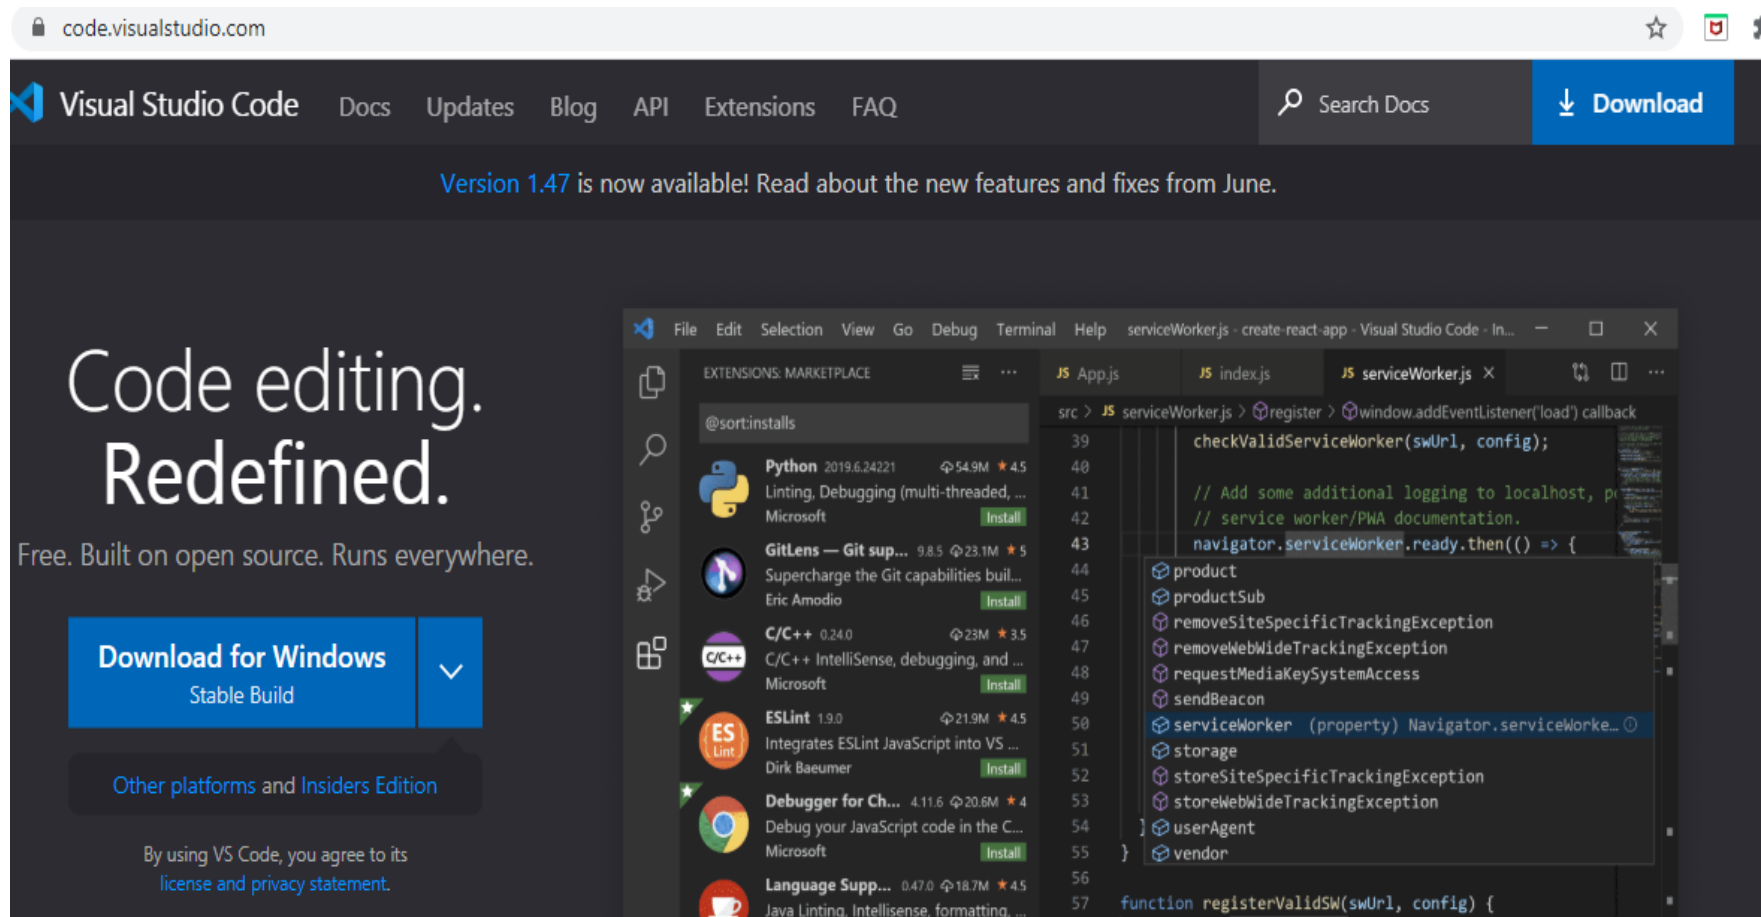 code.visualstudio.com
Visual Studio Code Docs Updates Blog API Extensions FAQ Search Docs Download
Version 1.47 is now available! Read about the new features and fixes from June.
Code editing.
Redefined.
Free. Built on open source. Runs everywhere.
Download for Windows
Stable Build
Other platforms and Insiders Edition
By using VS Code, you agree to its
license and privacy statement.
File Edit Selection View Go Debug Terminal Help serviceWorker.js - create-react-app - Visual Studio Code - In...
EXTENSIONS: MARKETPLACE
@sort:installs
Python 2019.6.24221 54.9M 4.5
Linting, Debugging (multi-threaded, ...
Microsoft Install
GitLens — Git sup... 9.8.5 23.1M 5
Supercharge the Git capabilities buil...
Eric Amodio Install
C/C++
C/C++ 0.24.0 23M 3.5
C/C++ IntelliSense, debugging, and ...
Microsoft Install
ES
Lint
ESLint 1.9.0 21.9M 4.5
Integrates ESLint JavaScript into VS ...
Dirk Baeumer Install
Debugger for Ch... 4.11.6 20.6M 4
Debug your JavaScript code in the C...
Microsoft Install
Language Supp... 0.47.0 18.7M 4.5
Java Linting, Intellisense, formatting, ...
JS App.js JS index.js JS serviceWorker.js
src > JS serviceWorker.js > register > window.addEventListener('load') callback
39 checkValidServiceWorker(swUrl, config);
40
41 // Add some additional logging to localhost, p
42 // service worker/PWA documentation.
43 navigator.serviceWorker.ready.then(() => {
44 product
45 productSub
46 removeSiteSpecificTrackingException
47 removeWebWideTrackingException
48 requestMediaKeySystemAccess
49 sendBeacon
50 serviceWorker (property) Navigator.serviceWorke...
51 storage
52 storeSiteSpecificTrackingException
53 storeWebWideTrackingException
54 } userAgent
55 } vendor
56
57 function registerValidSW(swUrl, config) {